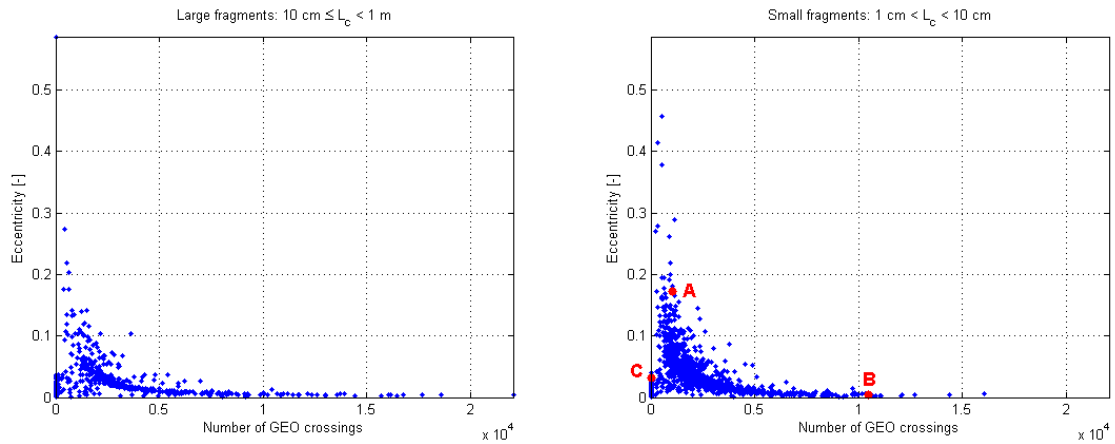 Large fragments: 10 cm ≤ L_c < 1 m
0.5
0.4
0.3
0.2
0.1
0
Eccentricity [-]
0 0.5 1 1.5 2
Number of GEO crossings
x 10^4
Small fragments: 1 cm < L_c < 10 cm
0.5
0.4
0.3
0.2
0.1
0
Eccentricity [-]
A
B
C
0 0.5 1 1.5 2
Number of GEO crossings
x 10^4